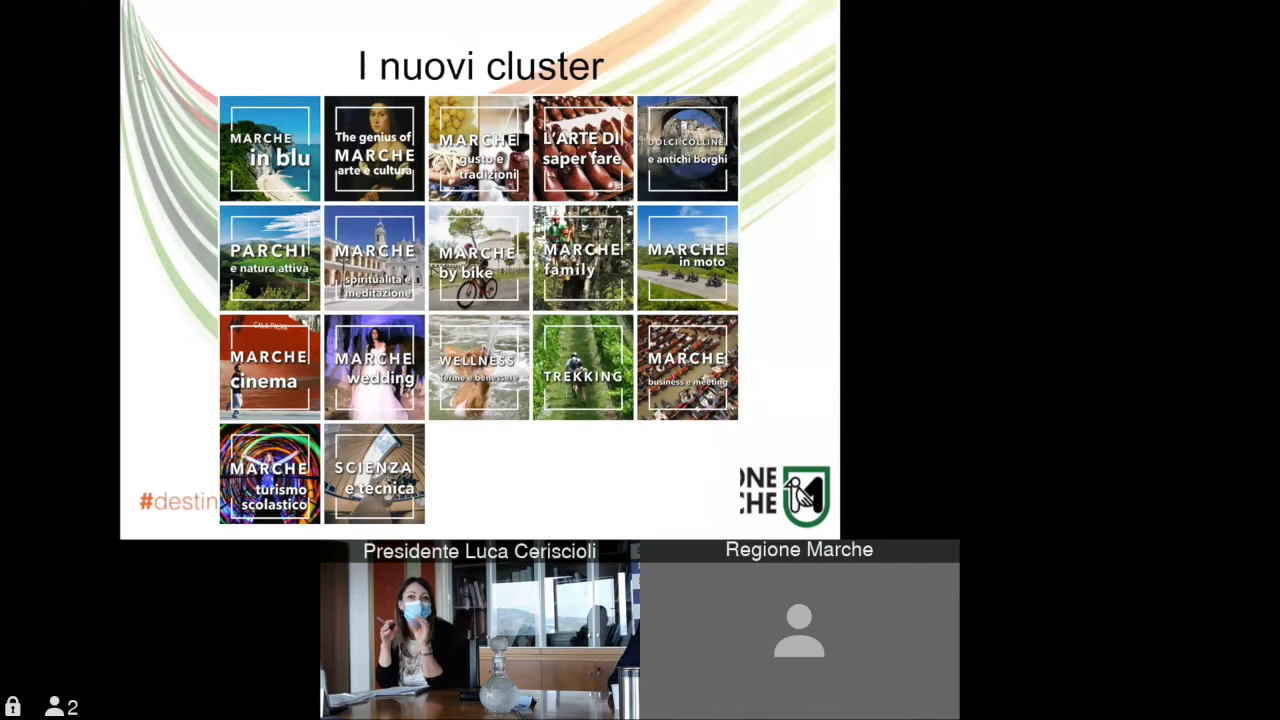 I nuovi cluster
MARCHE
in blu
The genius of
MARCHE
arte e cultura
MARCHE
gusto e
tradizioni
L'ARTE DI
saper fare
DOLCI COLLINE
e antichi borghi
PARCHI
e natura attiva
MARCHE
spiritualità e
meditazione
MARCHE
by bike
MARCHE
family
MARCHE
in moto
MARCHE
cinema
MARCHE
wedding
WELLNESS
terme e benessere
TREKKING
MARCHE
business e meeting
MARCHE
turismo
scolastico
SCIENZA
e tecnica
#destin
ONE
CHE
Presidente Luca Ceriscioli
Regione Marche
2